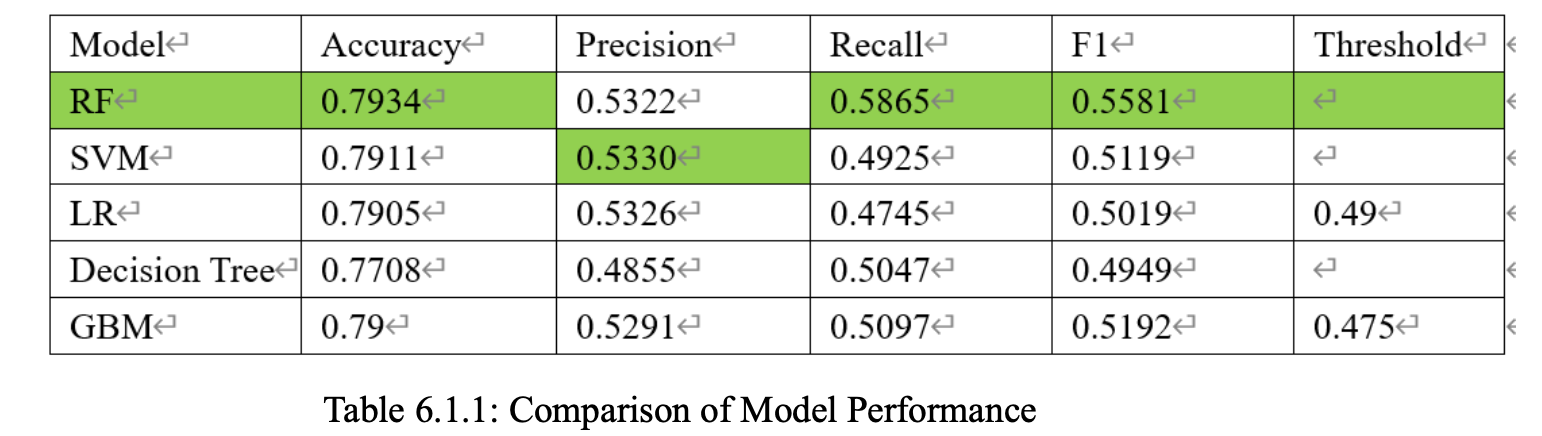 Model Accuracy Precision Recall F1 Threshold
RF 0.7934 0.5322 0.5865 0.5581
SVM 0.7911 0.5330 0.4925 0.5119
LR 0.7905 0.5326 0.4745 0.5019 0.49
Decision Tree 0.7708 0.4855 0.5047 0.4949
GBM 0.79 0.5291 0.5097 0.5192 0.475
Table 6.1.1: Comparison of Model Performance